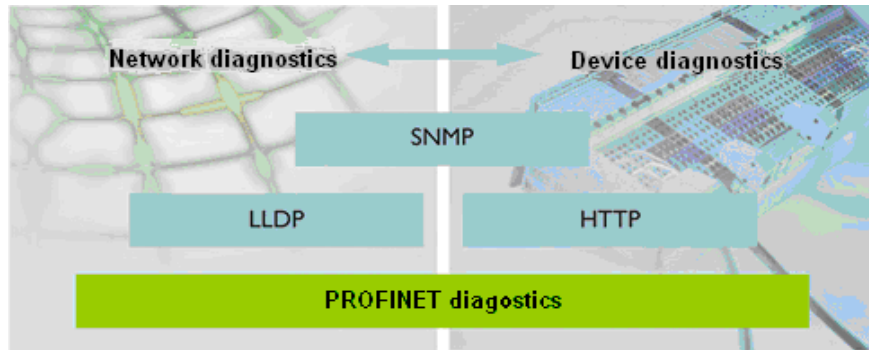 Network diagnostics
Device diagnostics
SNMP
LLDP
HTTP
PROFINET diagostics